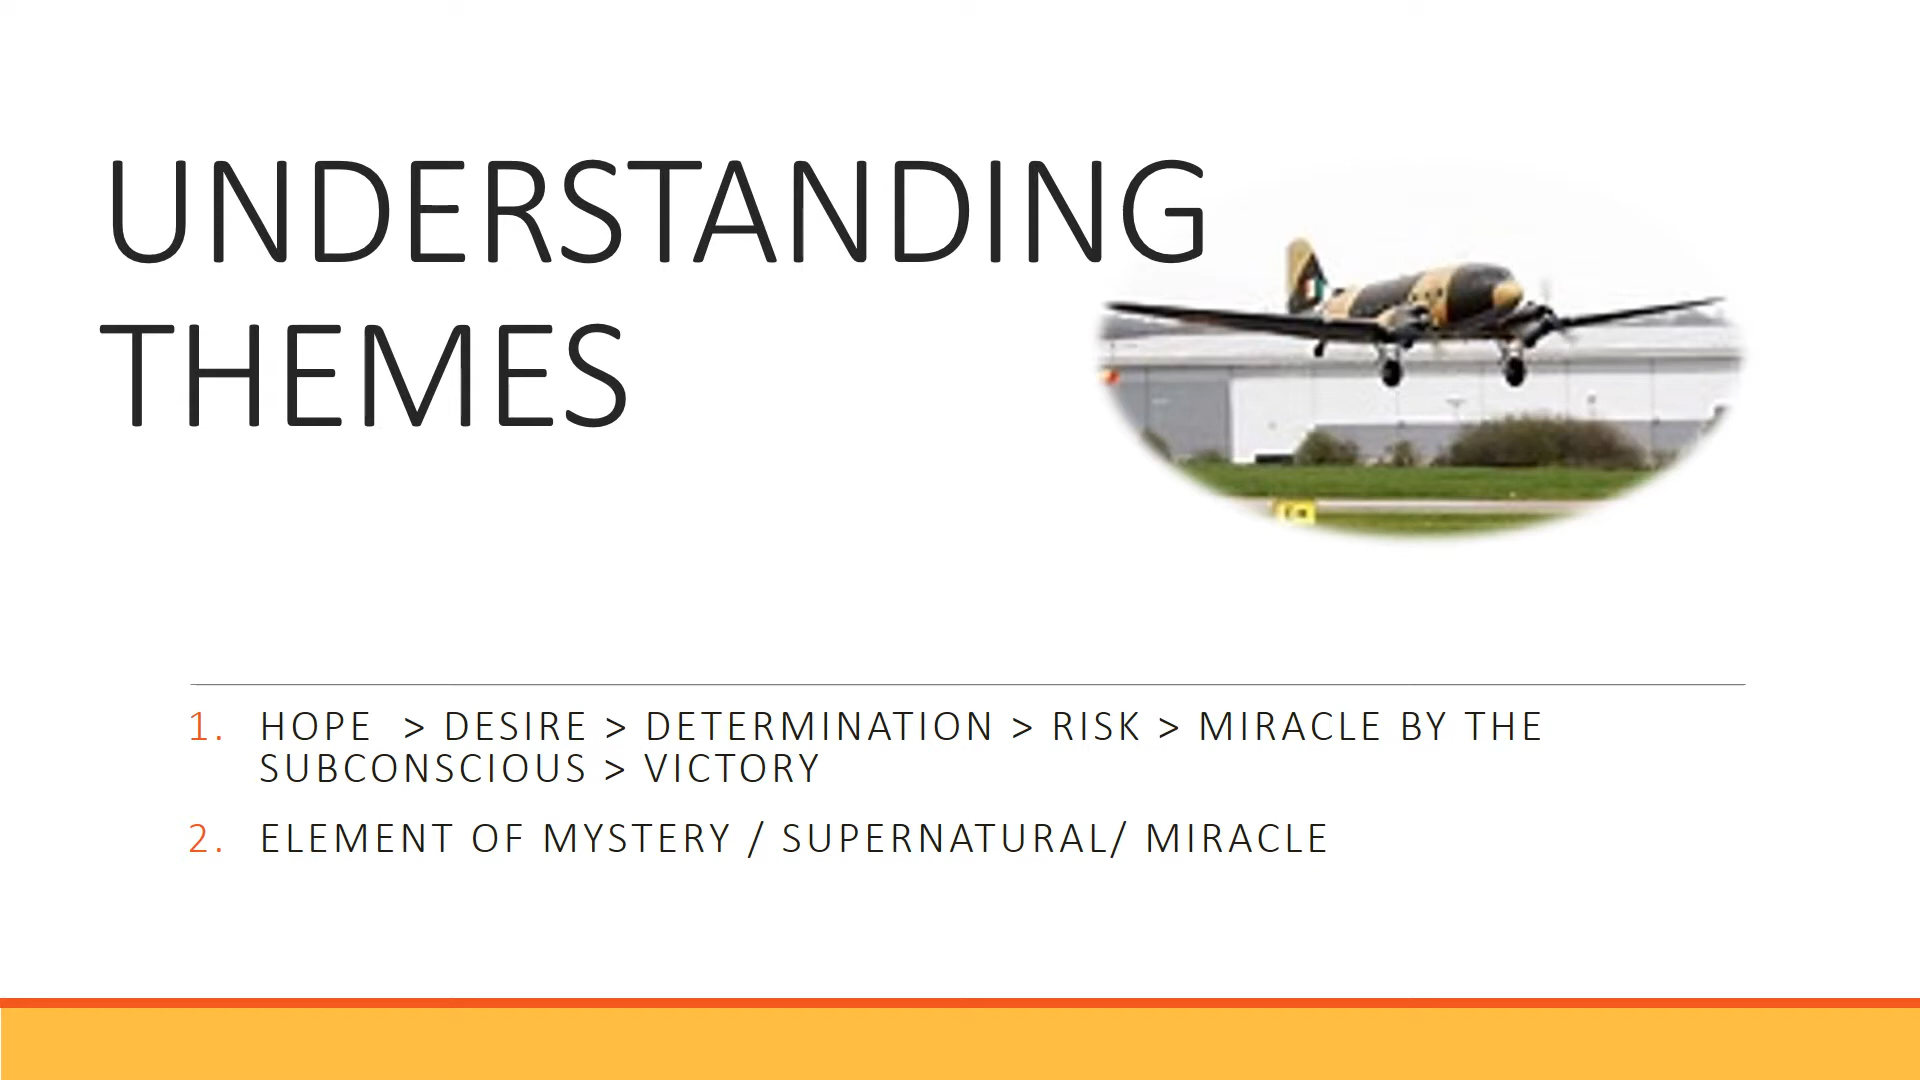 UNDERSTANDING
THEMES
1. HOPE > DESIRE > DETERMINATION > RISK > MIRACLE BY THE
SUBCONSCIOUS > VICTORY
2. ELEMENT OF MYSTERY / SUPERNATURAL/ MIRACLE